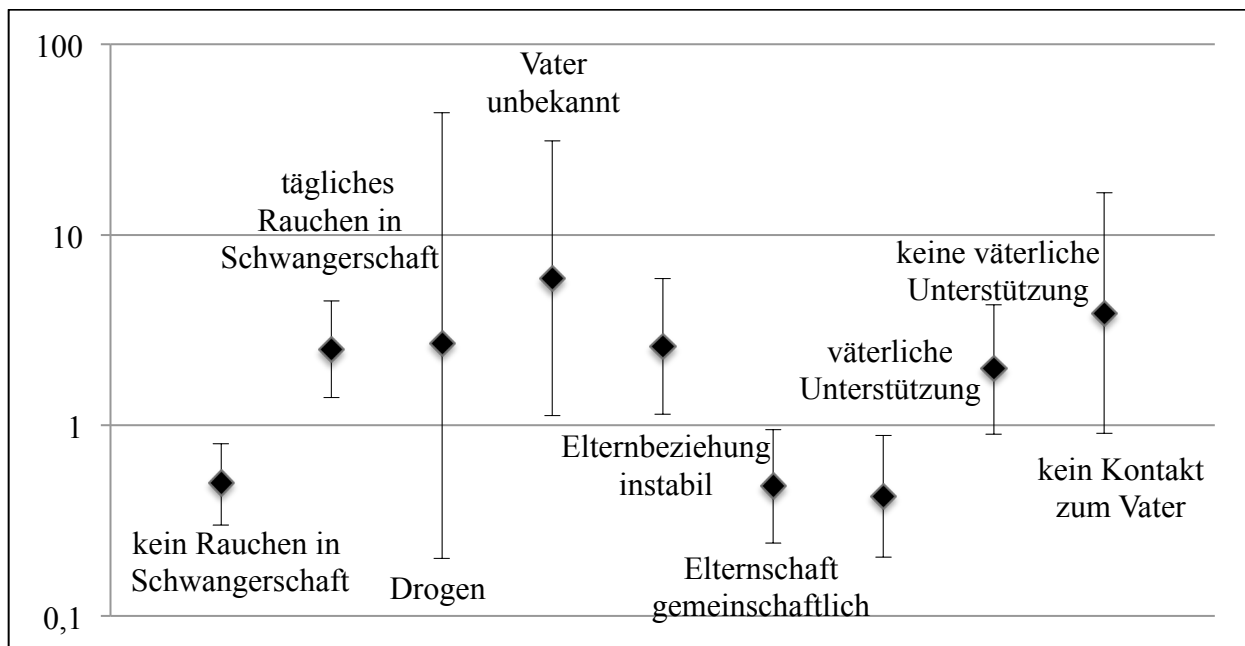 100
Vater
unbekannt
tägliches
Rauchen in
Schwangerschaft
10
keine väterliche
Unterstützung
väterliche
Unterstützung
1
Elternbeziehung
instabil
kein Kontakt
zum Vater
kein Rauchen in
Schwangerschaft
Drogen
Elternschaft
gemeinschaftlich
0,1